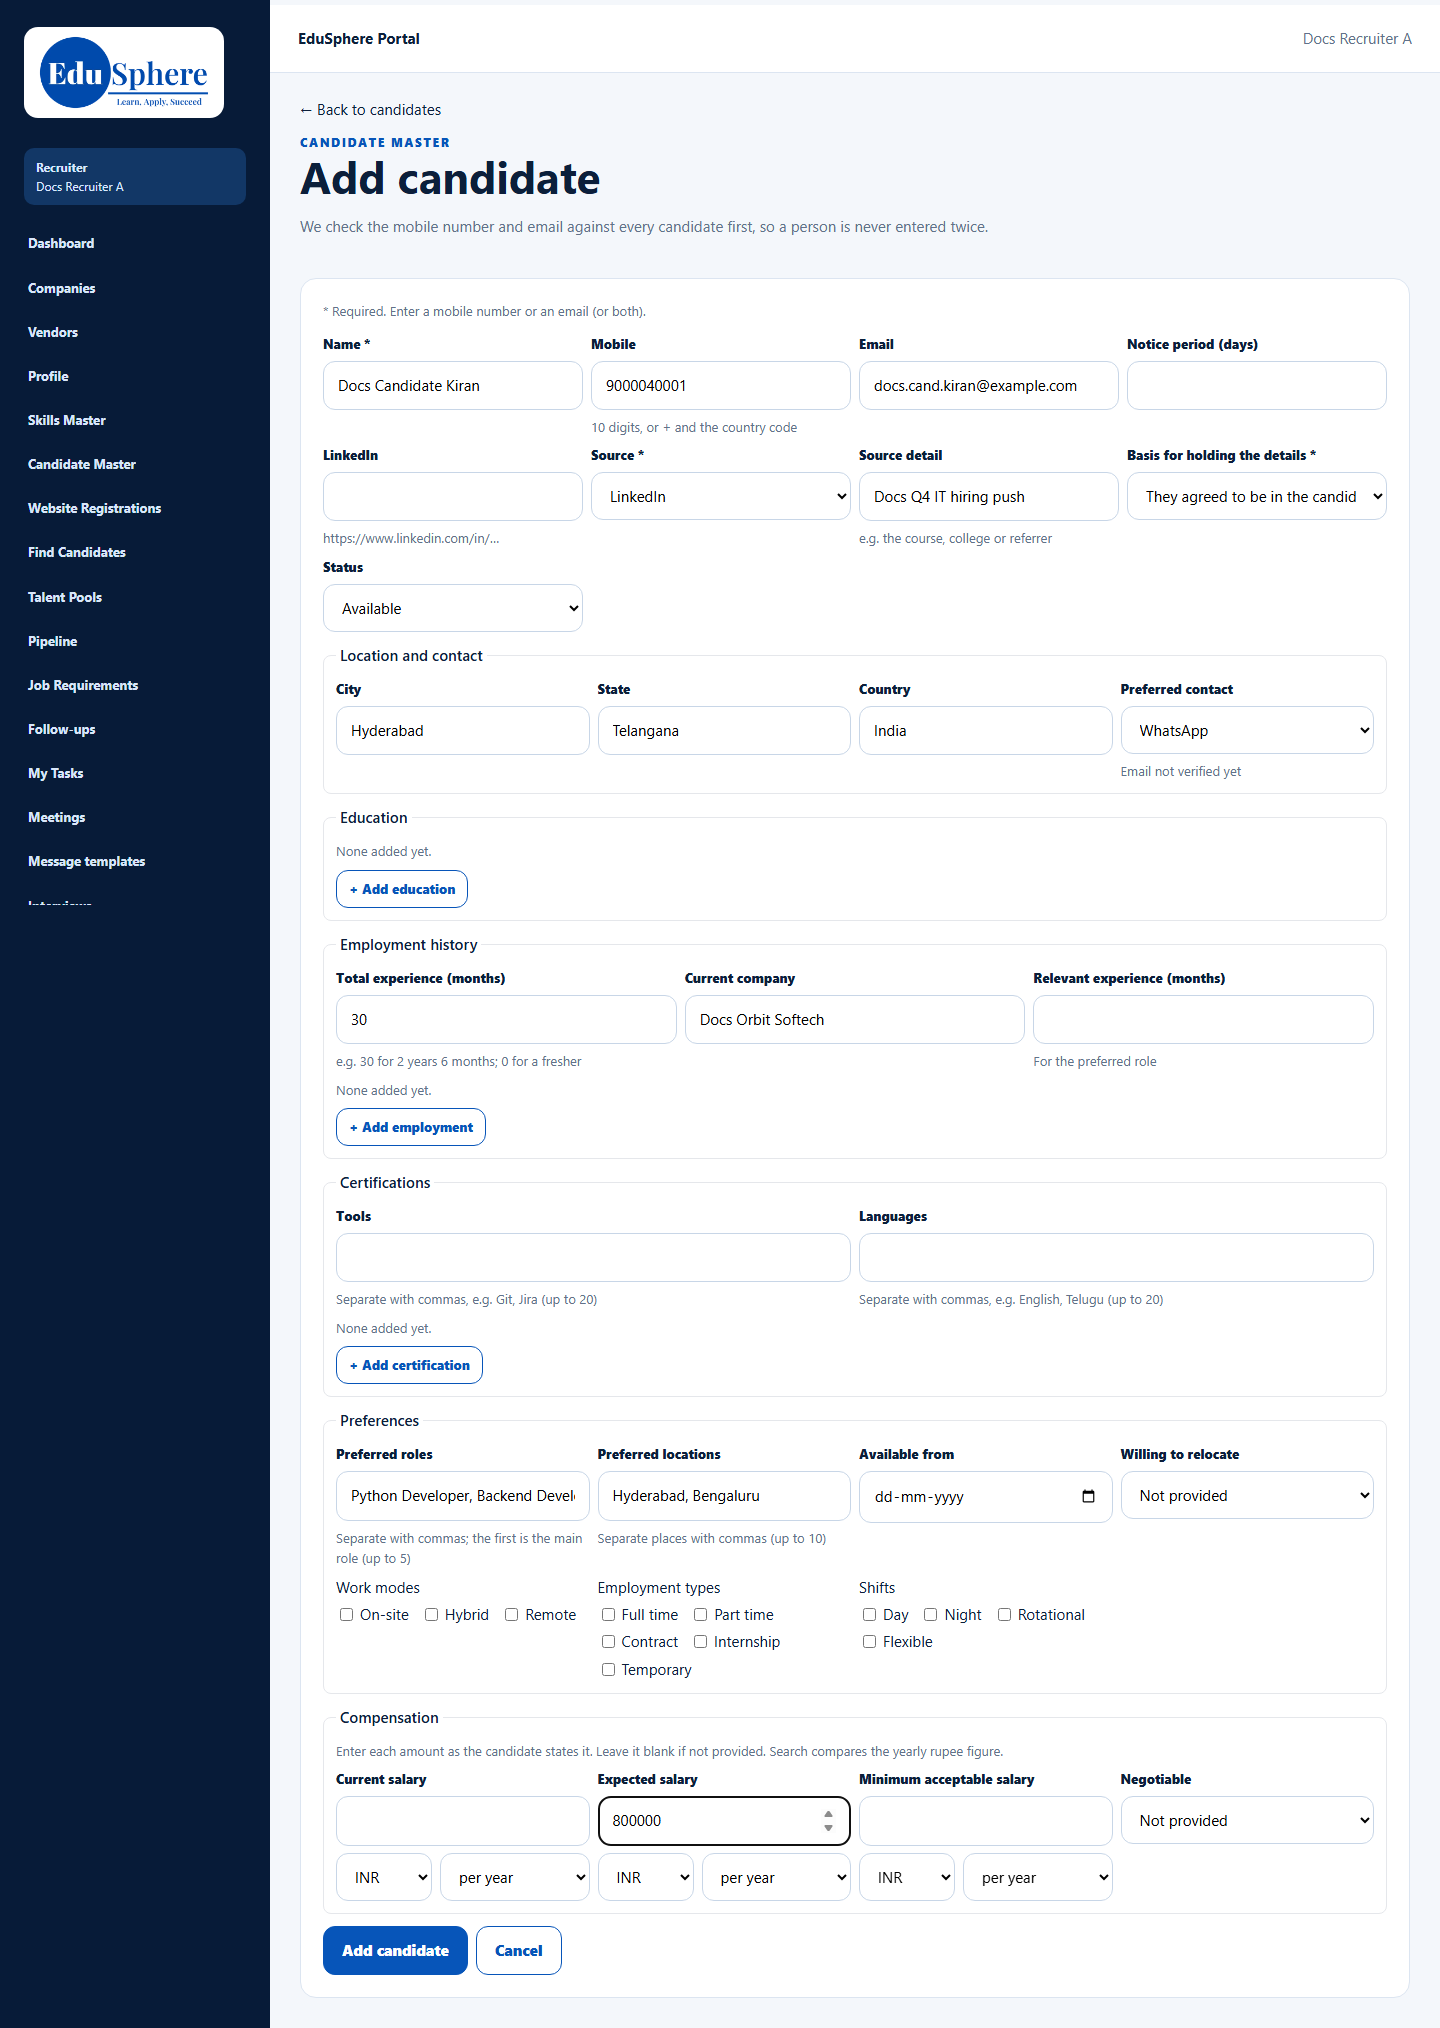 Edu Sphere
Learn, Apply, Succeed
Recruiter
Docs Recruiter A
Dashboard
Companies
Vendors
Profile
Skills Master
Candidate Master
Website Registrations
Find Candidates
Talent Pools
Pipeline
Job Requirements
Follow-ups
My Tasks
Meetings
Message templates
EduSphere Portal
Docs Recruiter A
← Back to candidates
CANDIDATE MASTER
Add candidate
We check the mobile number and email against every candidate first, so a person is never entered twice.
* Required. Enter a mobile number or an email (or both).
Name * Mobile Email Notice period (days)
Docs Candidate Kiran 9000040001 docs.cand.kiran@example.com
10 digits, or + and the country code
LinkedIn Source * Source detail Basis for holding the details *
LinkedIn Docs Q4 IT hiring push They agreed to be in the candid
https://www.linkedin.com/in/... e.g. the course, college or referrer
Status
Available
Location and contact
City State Country Preferred contact
Hyderabad Telangana India WhatsApp
Email not verified yet
Education
None added yet.
+ Add education
Employment history
Total experience (months) Current company Relevant experience (months)
30 Docs Orbit Softech
e.g. 30 for 2 years 6 months; 0 for a fresher For the preferred role
None added yet.
+ Add employment
Certifications
Tools Languages
Separate with commas, e.g. Git, Jira (up to 20) Separate with commas, e.g. English, Telugu (up to 20)
None added yet.
+ Add certification
Preferences
Preferred roles Preferred locations Available from Willing to relocate
Python Developer, Backend Devel Hyderabad, Bengaluru dd-mm-yyyy Not provided
Separate with commas; the first is the main Separate places with commas (up to 10)
role (up to 5)
Work modes Employment types Shifts
On-site Hybrid Remote Full time Part time Day Night Rotational
Contract Internship Flexible
Temporary
Compensation
Enter each amount as the candidate states it. Leave it blank if not provided. Search compares the yearly rupee figure.
Current salary Expected salary Minimum acceptable salary Negotiable
800000 Not provided
INR per year INR per year INR per year
Add candidate Cancel